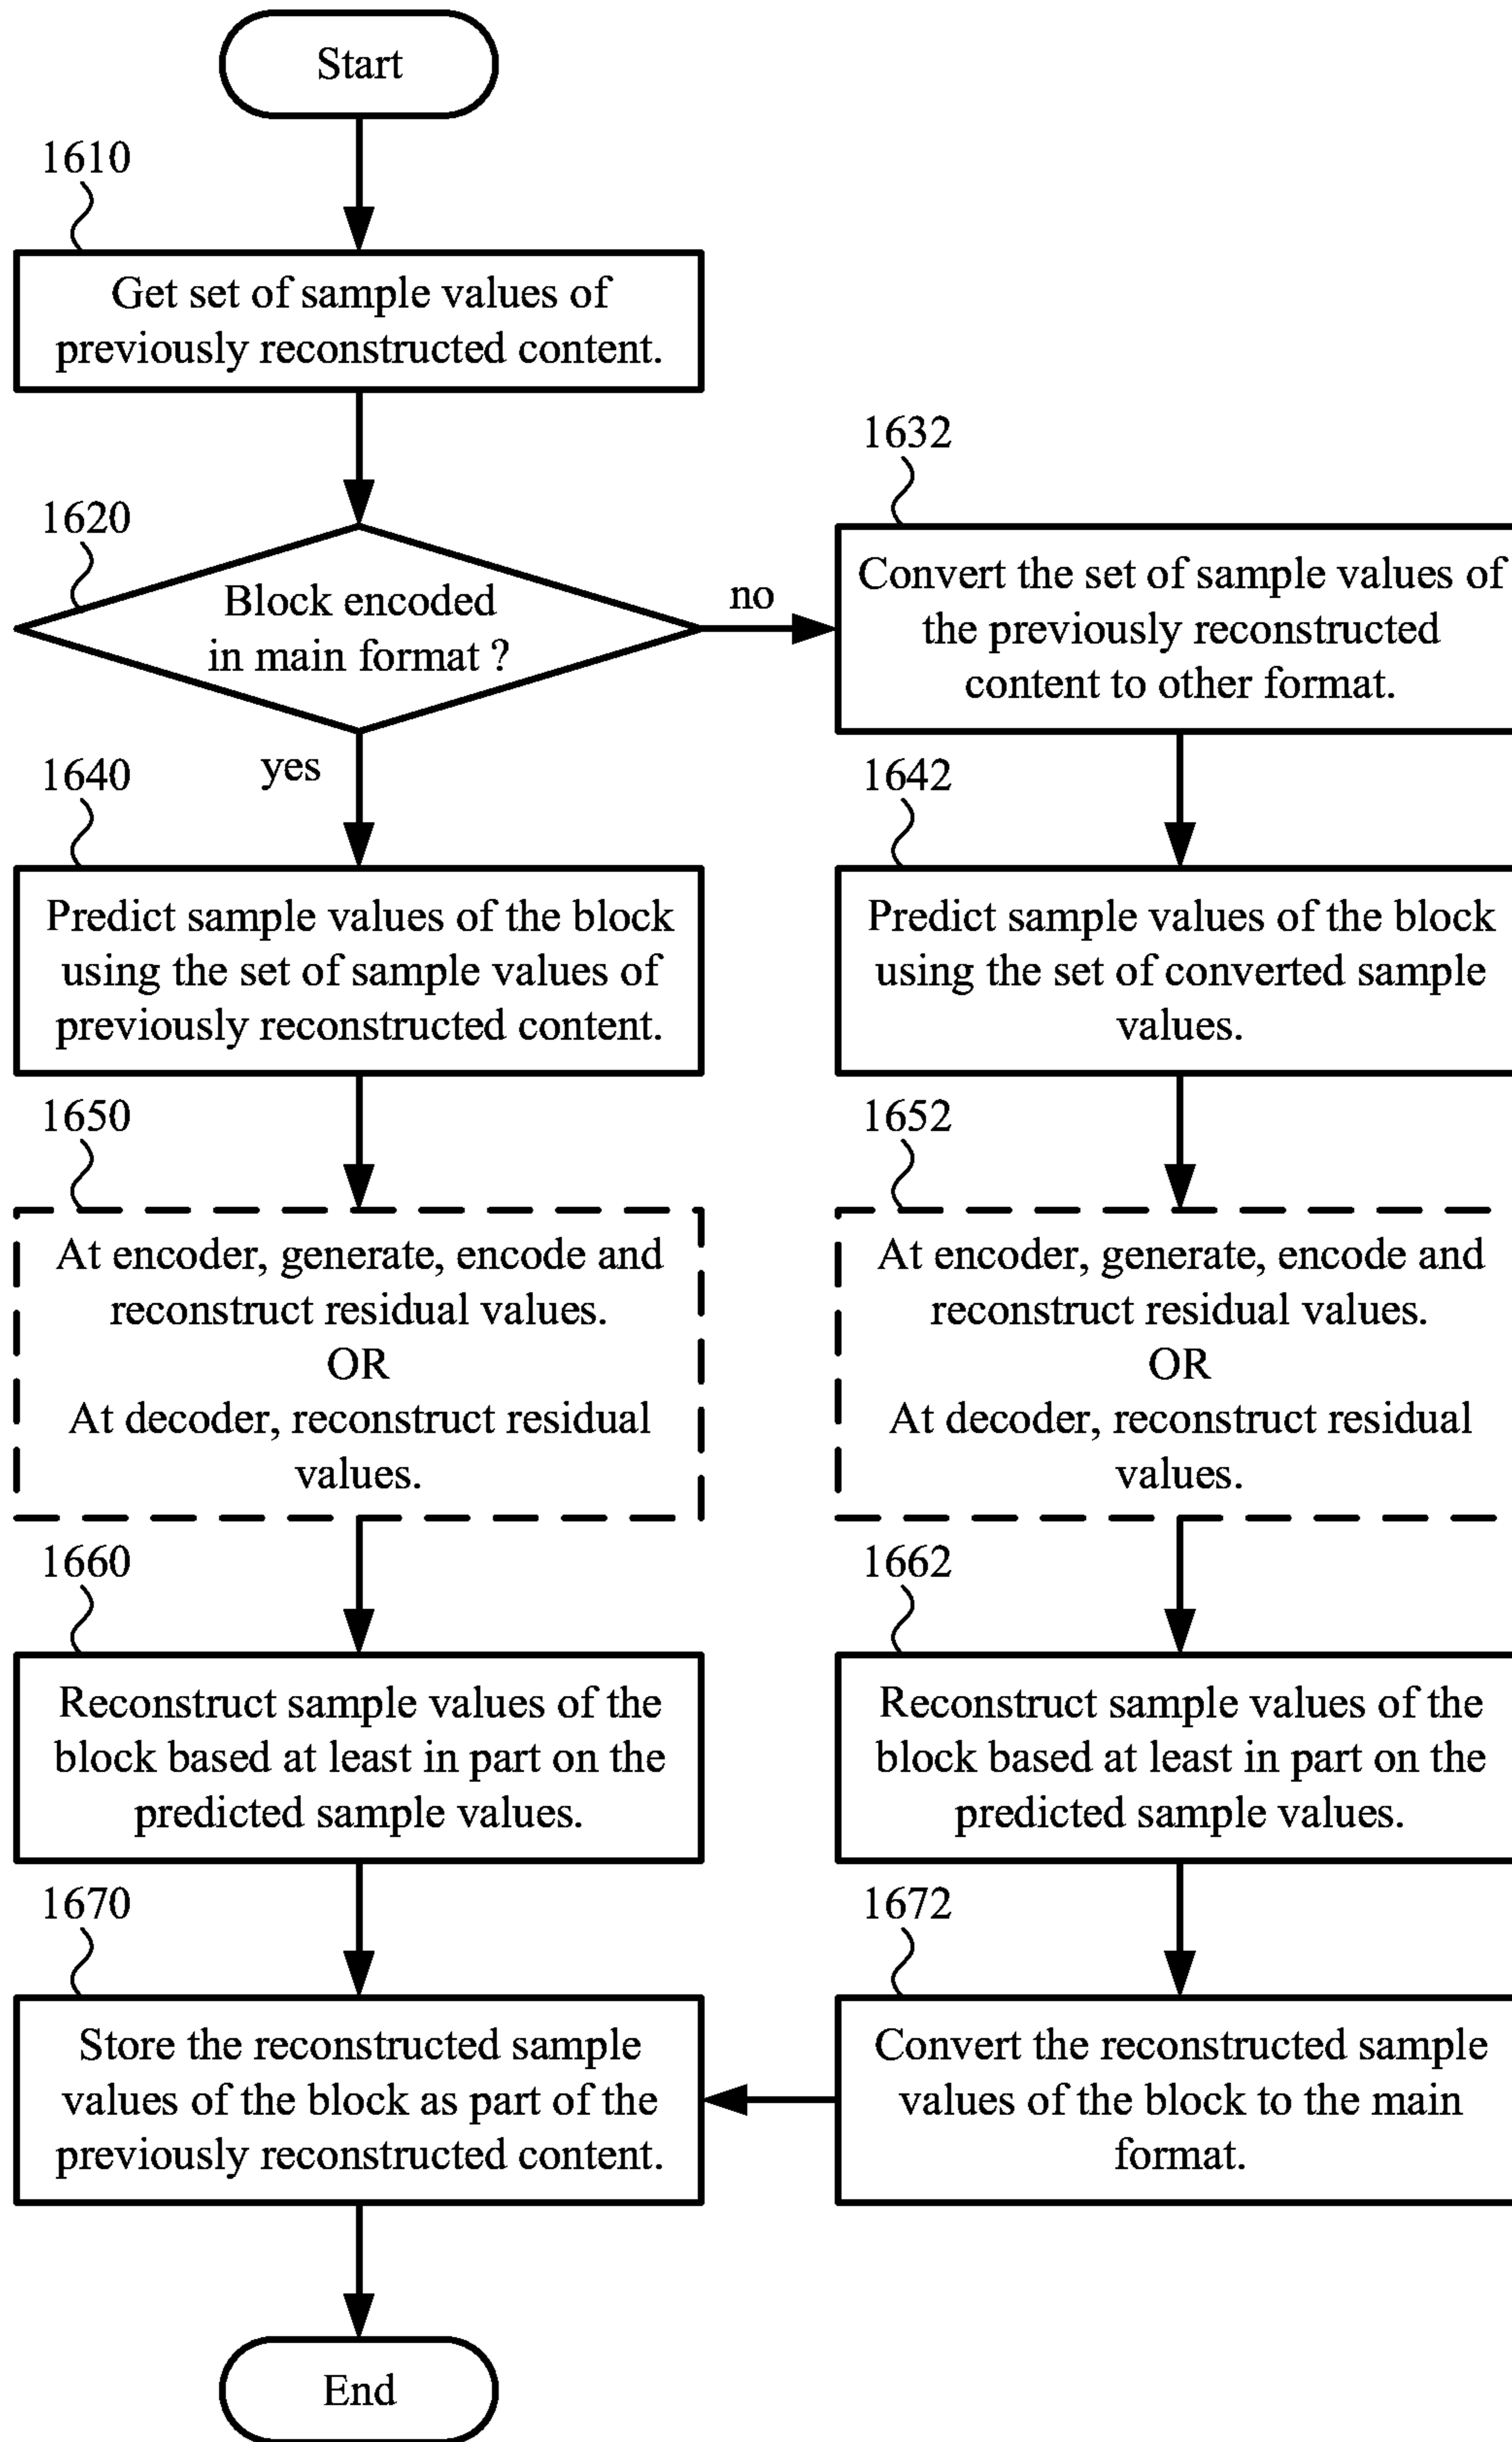 Start
1610
Get set of sample values of
previously reconstructed content.
1620
Block encoded
in main format ?
no
yes
1632
Convert the set of sample values of
the previously reconstructed
content to other format.
1640
Predict sample values of the block
using the set of sample values of
previously reconstructed content.
1642
Predict sample values of the block
using the set of converted sample
values.
1650
At encoder, generate, encode and
reconstruct residual values.
OR
At decoder, reconstruct residual
values.
1652
At encoder, generate, encode and
reconstruct residual values.
OR
At decoder, reconstruct residual
values.
1660
Reconstruct sample values of the
block based at least in part on the
predicted sample values.
1662
Reconstruct sample values of the
block based at least in part on the
predicted sample values.
1670
Store the reconstructed sample
values of the block as part of the
previously reconstructed content.
1672
Convert the reconstructed sample
values of the block to the main
format.
End